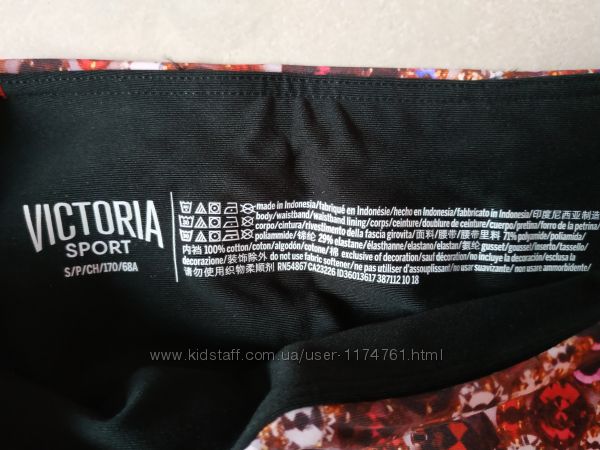 VICTORIA
SPORT
S/P/CH/170/68A
made in Indonesia/fabriqué en Indonésie/hecho en Indonesia/fabbricato in Indonesia/印度尼西亚制造
body/waistband/waistband lining/corps/ceinture/doublure de ceinture/cuerpo/pretina/forro de la pretina/
corpo/cintura/rivestimento della fascia girovita/面料/腰带/腰带里料 71% polyamide/poliamida/
poliammide/锦纶 29% elastane/élasthanne/elastano/elastan/氨纶 gusset/gousset/inserto/tassello/
内裆 100% cotton/coton/algodón/cotone/棉 exclusive of decoration/sauf décoration/no incluye la decoración/esclusa la
decorazione/装饰除外 do not use fabric softener/ne pas utiliser d'assouplissant/no usar suavizante/non usare ammorbidente/
请勿使用织物柔顺剂 RN54867 CA23226 ID36013617 387112 10 18
www.kidstaff.com.ua/user-1174761.html